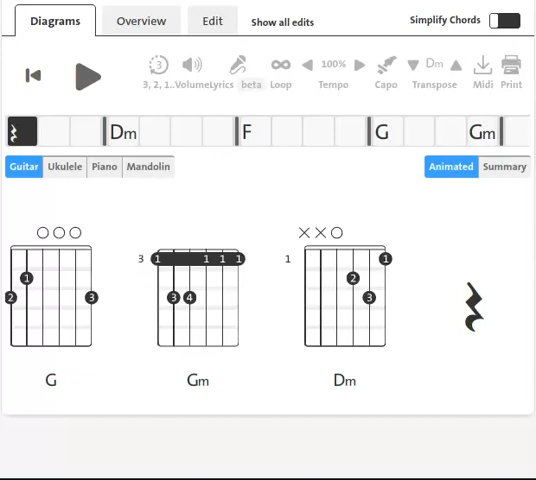 Diagrams Overview Edit Show all edits Simplify Chords
3
100% Dm
3, 2, 1.. Volume Lyrics beta Loop Tempo Capo Transpose Midi Print
Dm F G Gm
Guitar Ukulele Piano Mandolin Animated Summary
3 1 1 1 1 1 1
1 2
2 3 3 4 3
G Gm Dm